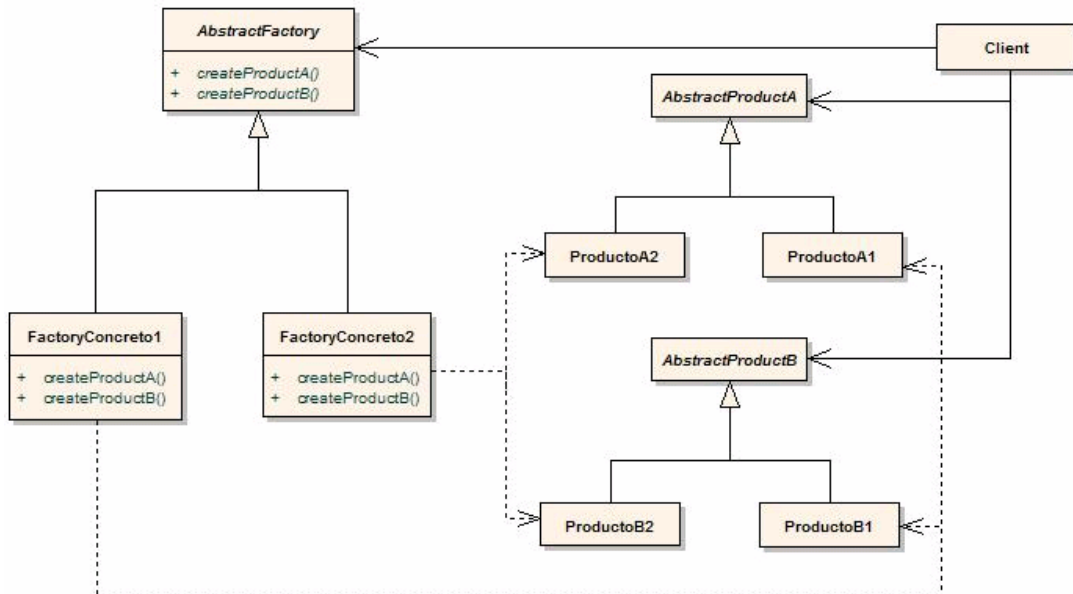 AbstractFactory
+ createProductA()
+ createProductB()
Client
AbstractProductA
ProductoA2
ProductoA1
FactoryConcreto1
+ createProductA()
+ createProductB()
FactoryConcreto2
+ createProductA()
+ createProductB()
AbstractProductB
ProductoB2
ProductoB1